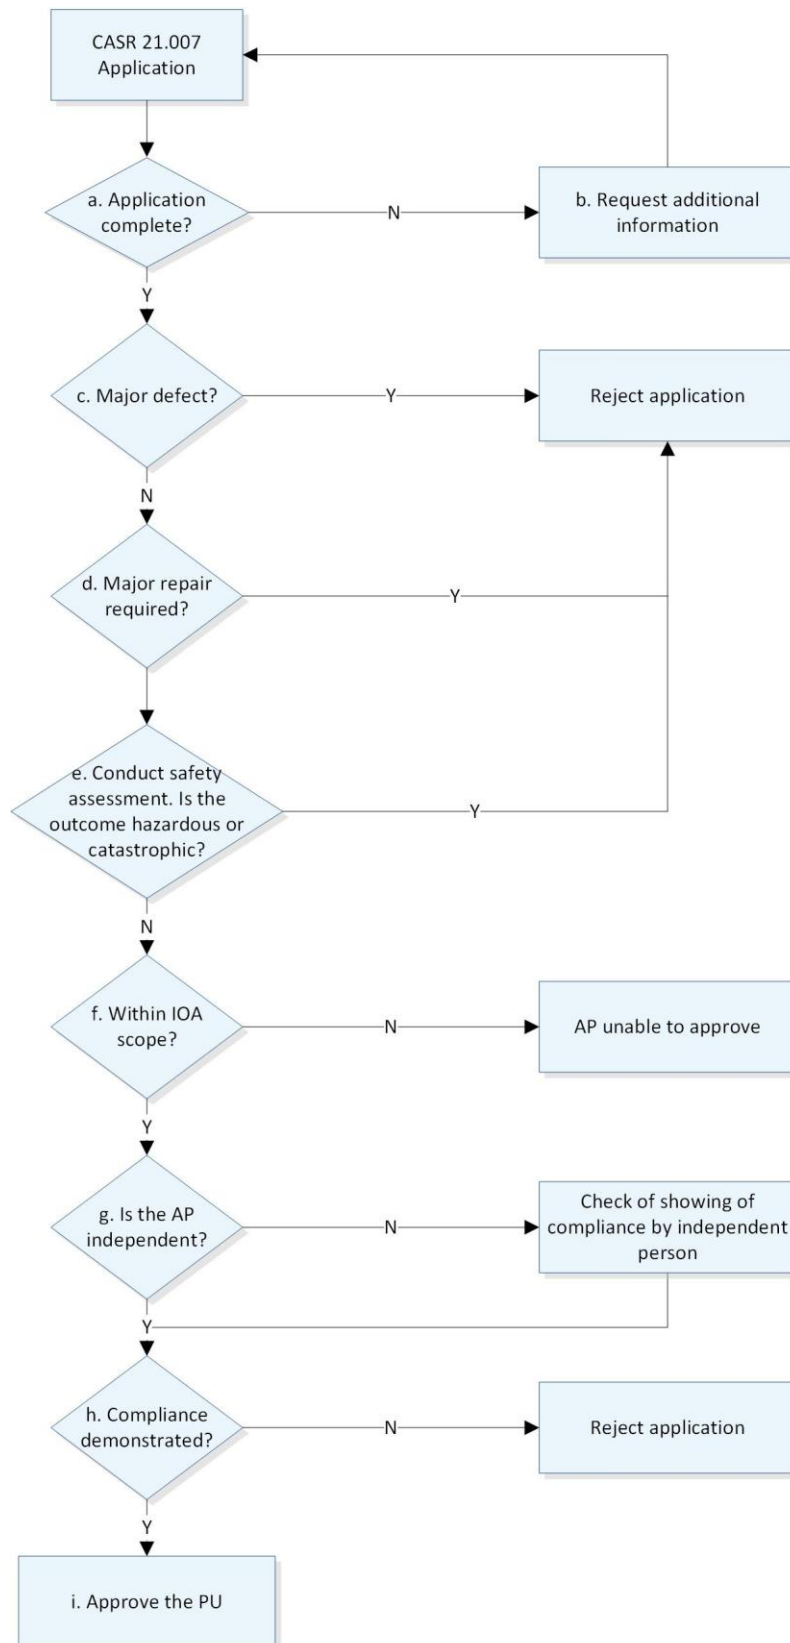 CASR 21.007
Application
a. Application
complete?
N
b. Request additional
information
Y
c. Major defect?
Y
Reject application
N
d. Major repair
required?
Y
e. Conduct safety
assessment. Is the
outcome hazardous or
catastrophic?
Y
N
f. Within IOA
scope?
N
AP unable to approve
Y
g. Is the AP
independent?
N
Check of showing of
compliance by independent
person
Y
h. Compliance
demonstrated?
N
Reject application
Y
i. Approve the PU